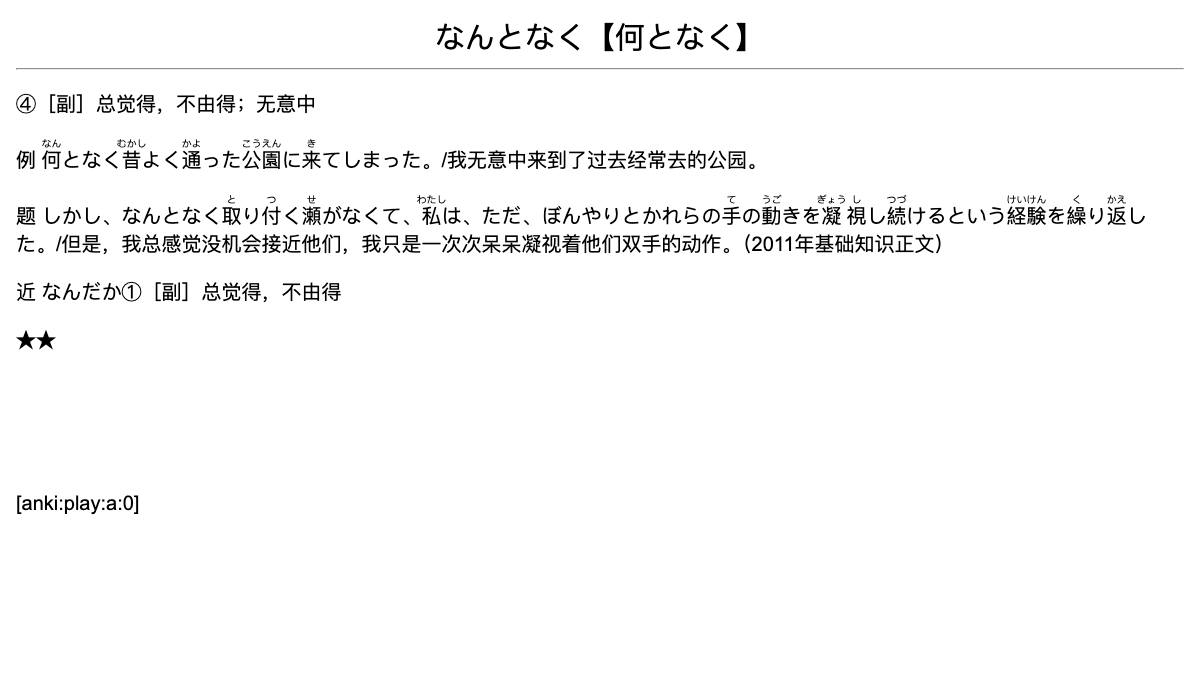 なんとなく【何となく】
④［副］总觉得，不由得；无意中
例 何となく昔よく通った公園に来てしまった。/我无意中来到了过去经常去的公园。
题 しかし、なんとなく取り付く瀬がなくて、私は、ただ、ぼんやりとかれらの手の動きを凝視し続けるという経験を繰り返し
た。/但是，我总感觉没机会接近他们，我只是一次次呆呆凝视着他们双手的动作。（2011年基础知识正文）
近 なんだか①［副］总觉得，不由得
★★
[anki:play:a:0]